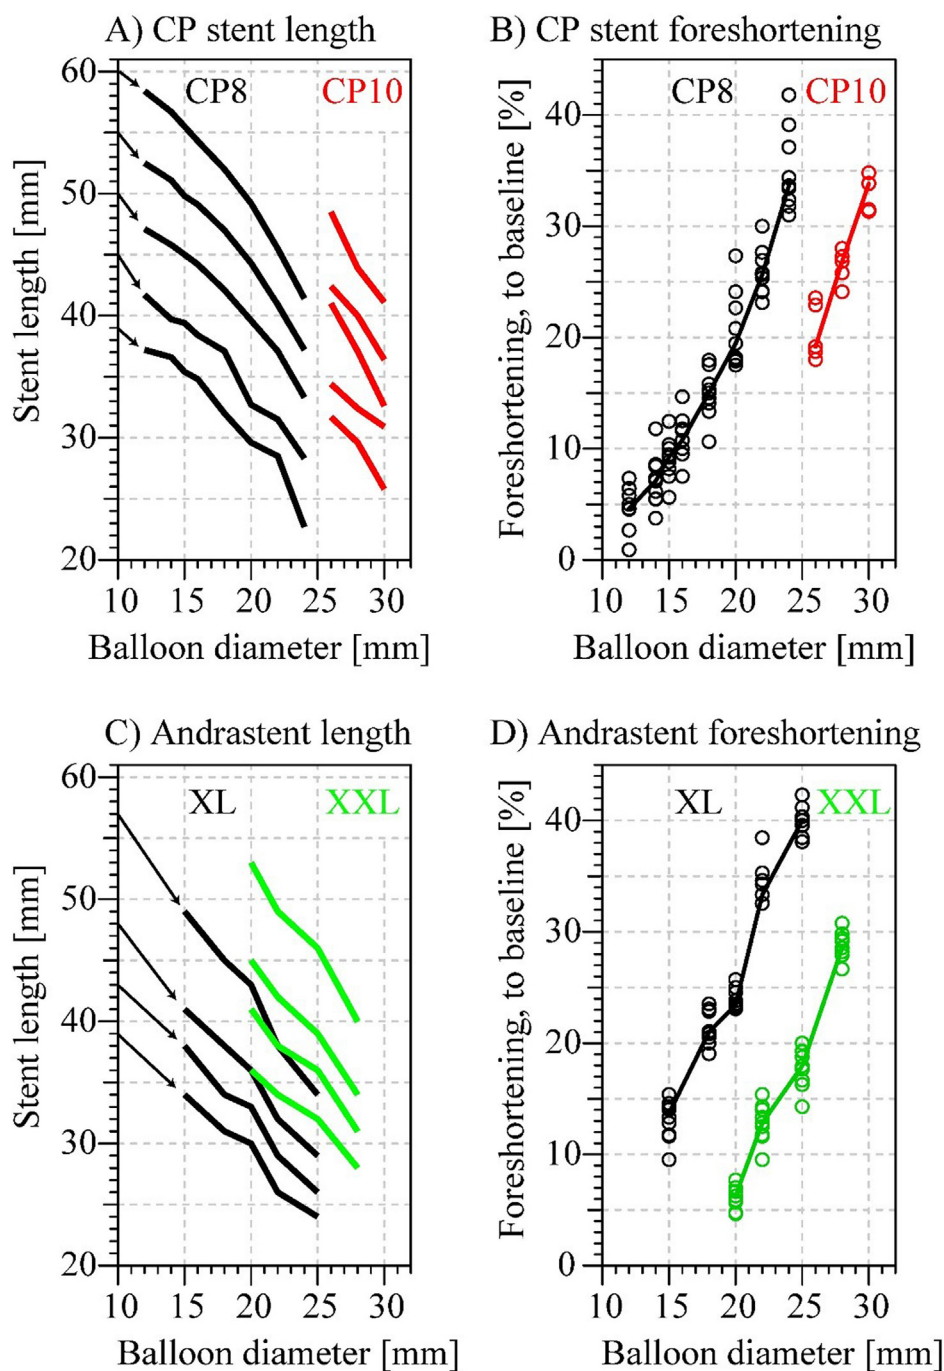 A) CP stent length
B) CP stent foreshortening
Stent length [mm]
60
50
40
30
20
CP8
CP10
10
15
20
25
30
Balloon diameter [mm]
Foreshortening, to baseline [%]
40
30
20
10
0
CP8
CP10
10
15
20
25
30
Balloon diameter [mm]
C) Andrastent length
D) Andrastent foreshortening
Stent length [mm]
60
50
40
30
20
XL
XXL
10
15
20
25
30
Balloon diameter [mm]
Foreshortening, to baseline [%]
40
30
20
10
0
XL
XXL
10
15
20
25
30
Balloon diameter [mm]